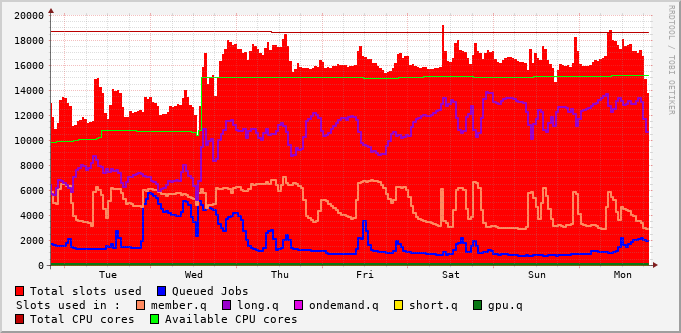 20000
18000
16000
14000
12000
10000
8000
6000
4000
2000
0
Tue Wed Thu Fri Sat Sun Mon
Total slots used Queued Jobs
Slots used in : member.q long.q ondemand.q short.q gpu.q
Total CPU cores Available CPU cores
RRDTOOL / TOBI OETIKER